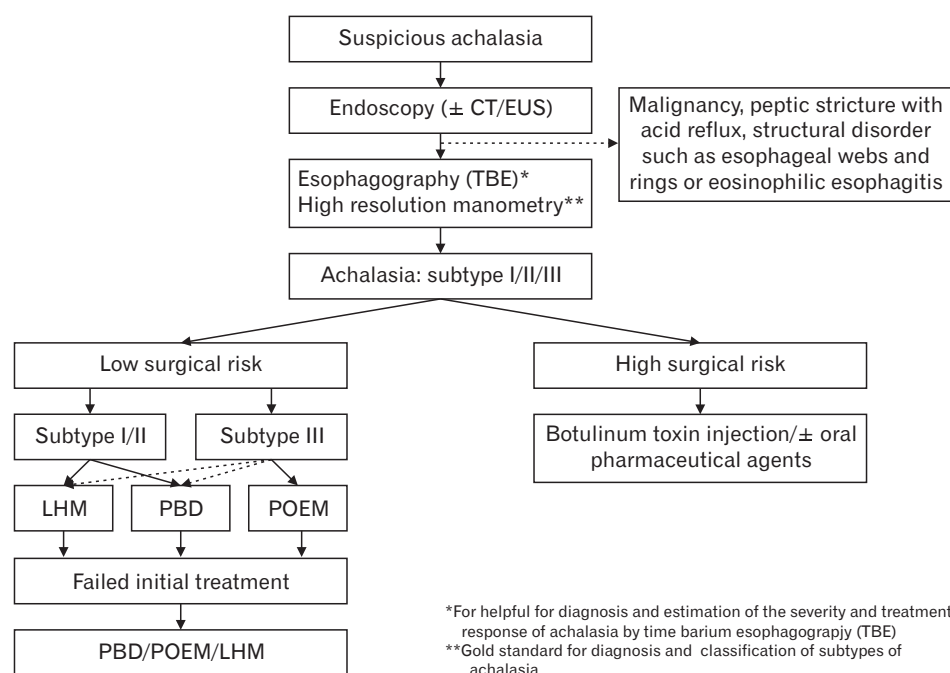 Suspicious achalasia
Endoscopy (± CT/EUS)
Malignancy, peptic stricture with
acid reflux, structural disorder
such as esophageal webs and
rings or eosinophilic esophagitis
Esophagography (TBE)*
High resolution manometry**
Achalasia: subtype I/II/III
Low surgical risk
High surgical risk
Subtype I/II
Subtype III
Botulinum toxin injection/± oral
pharmaceutical agents
LHM
PBD
POEM
Failed initial treatment
PBD/POEM/LHM
*For helpful for diagnosis and estimation of the severity and treatment
response of achalasia by time barium esophagograpjy (TBE)
**Gold standard for diagnosis and classification of subtypes of
achalasia